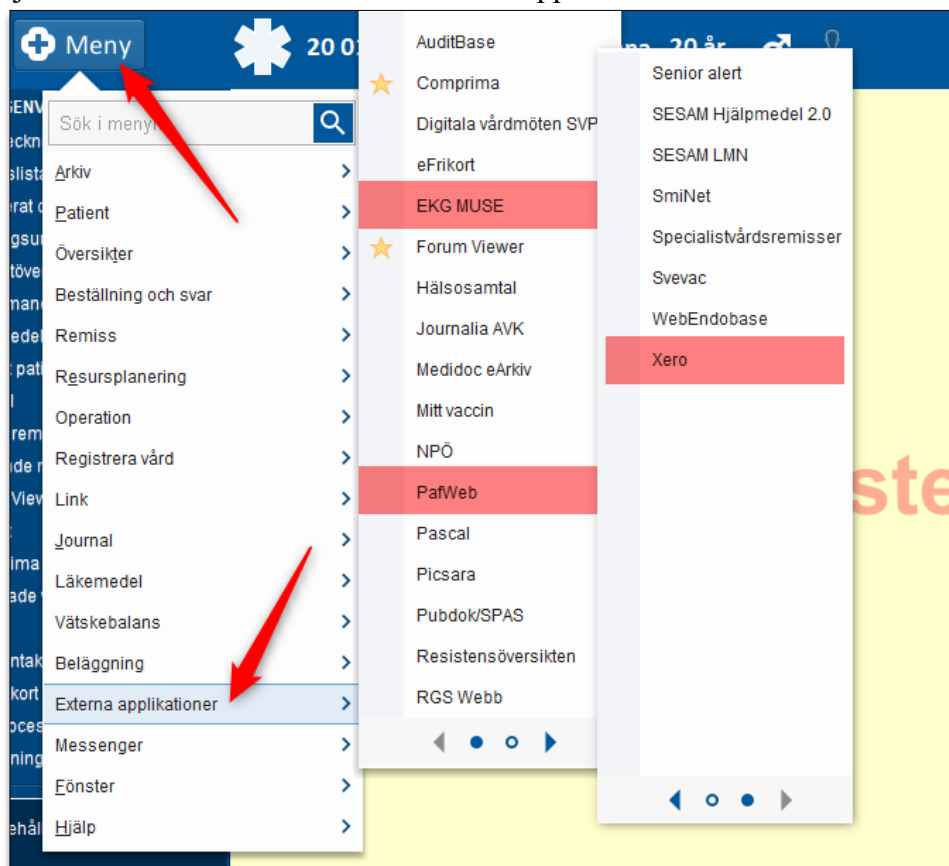 Meny
20 0
20 år
Sök i meny
Arkiv
Patient
Översikter
Beställning och svar
Remiss
Resursplanering
Operation
Registrera vård
Link
Journal
Läkemedel
Vätskebalans
Beläggning
Externa applikationer
Messenger
Fönster
Hjälp
AuditBase
Comprima
Digitala vårdmöten SVP
eFrikort
EKG MUSE
Forum Viewer
Hälsosamtal
Journalia AVK
Medidoc eArkiv
Mitt vaccin
NPÖ
PafWeb
Pascal
Picsara
Pubdok/SPAS
Resistensöversikten
RGS Webb
Senior alert
SESAM Hjälpmedel 2.0
SESAM LMN
SmiNet
Specialistvårdsremisser
Svevac
WebEndobase
Xero
ste